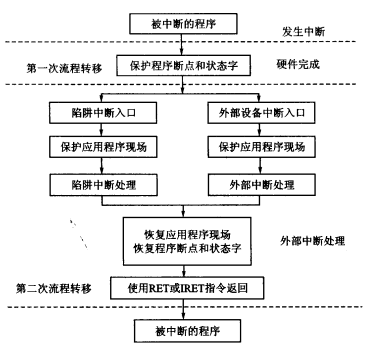 被中断的程序
发生中断
保护程序断点和状态字
硬件完成
第一次流程转移
陷阱中断入口
外部设备中断入口
保护应用程序现场
保护应用程序现场
陷阱中断处理
外部中断处理
恢复应用程序现场
恢复程序断点和状态字
外部中断处理
第二次流程转移
使用RET或IRET指令返回
被中断的程序